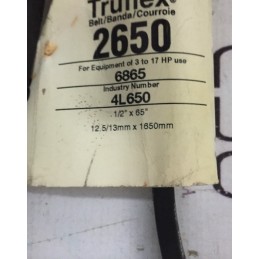 Truflex®
Belt/Banda/Courroie
2650
For Equipment of 3 to 17 HP use
6865
Industry Number
4L650
1/2" x 65"
12.5/13mm x 1650mm